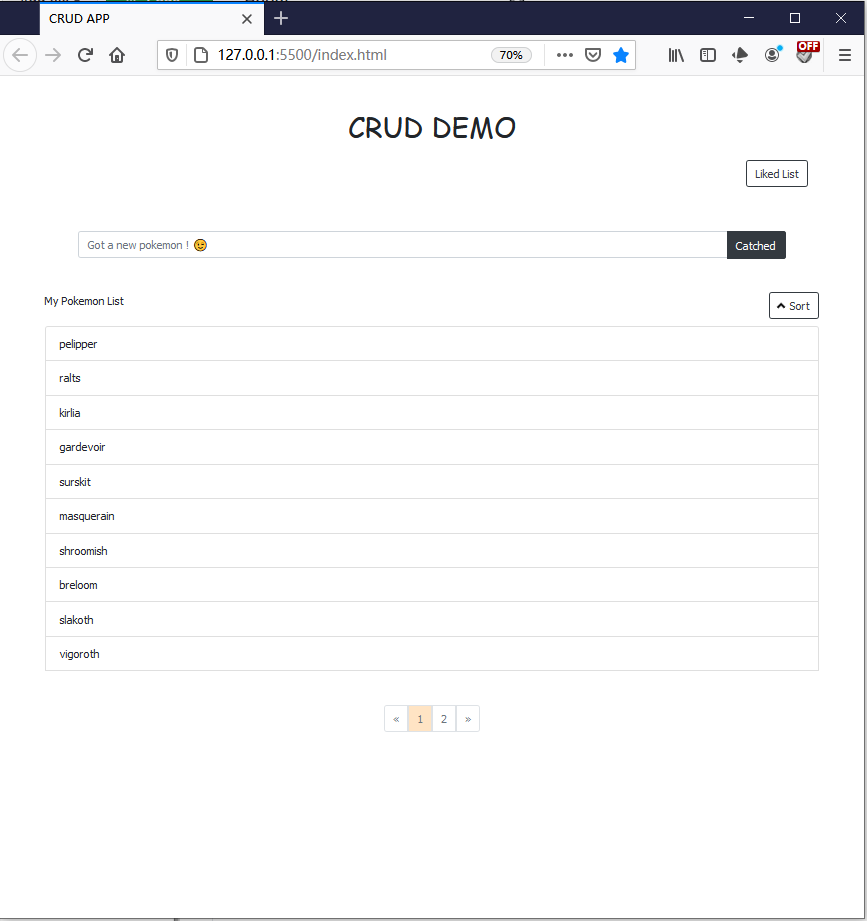 CRUD APP
127.0.0.1:5500/index.html
70%
OFF
CRUD DEMO
Liked List
Got a new pokemon ! 😉
Catched
My Pokemon List
Sort
pelipper
ralts
kirlia
gardevoir
surskit
masquerain
shroomish
breloom
slakoth
vigoroth
« 1 2 »